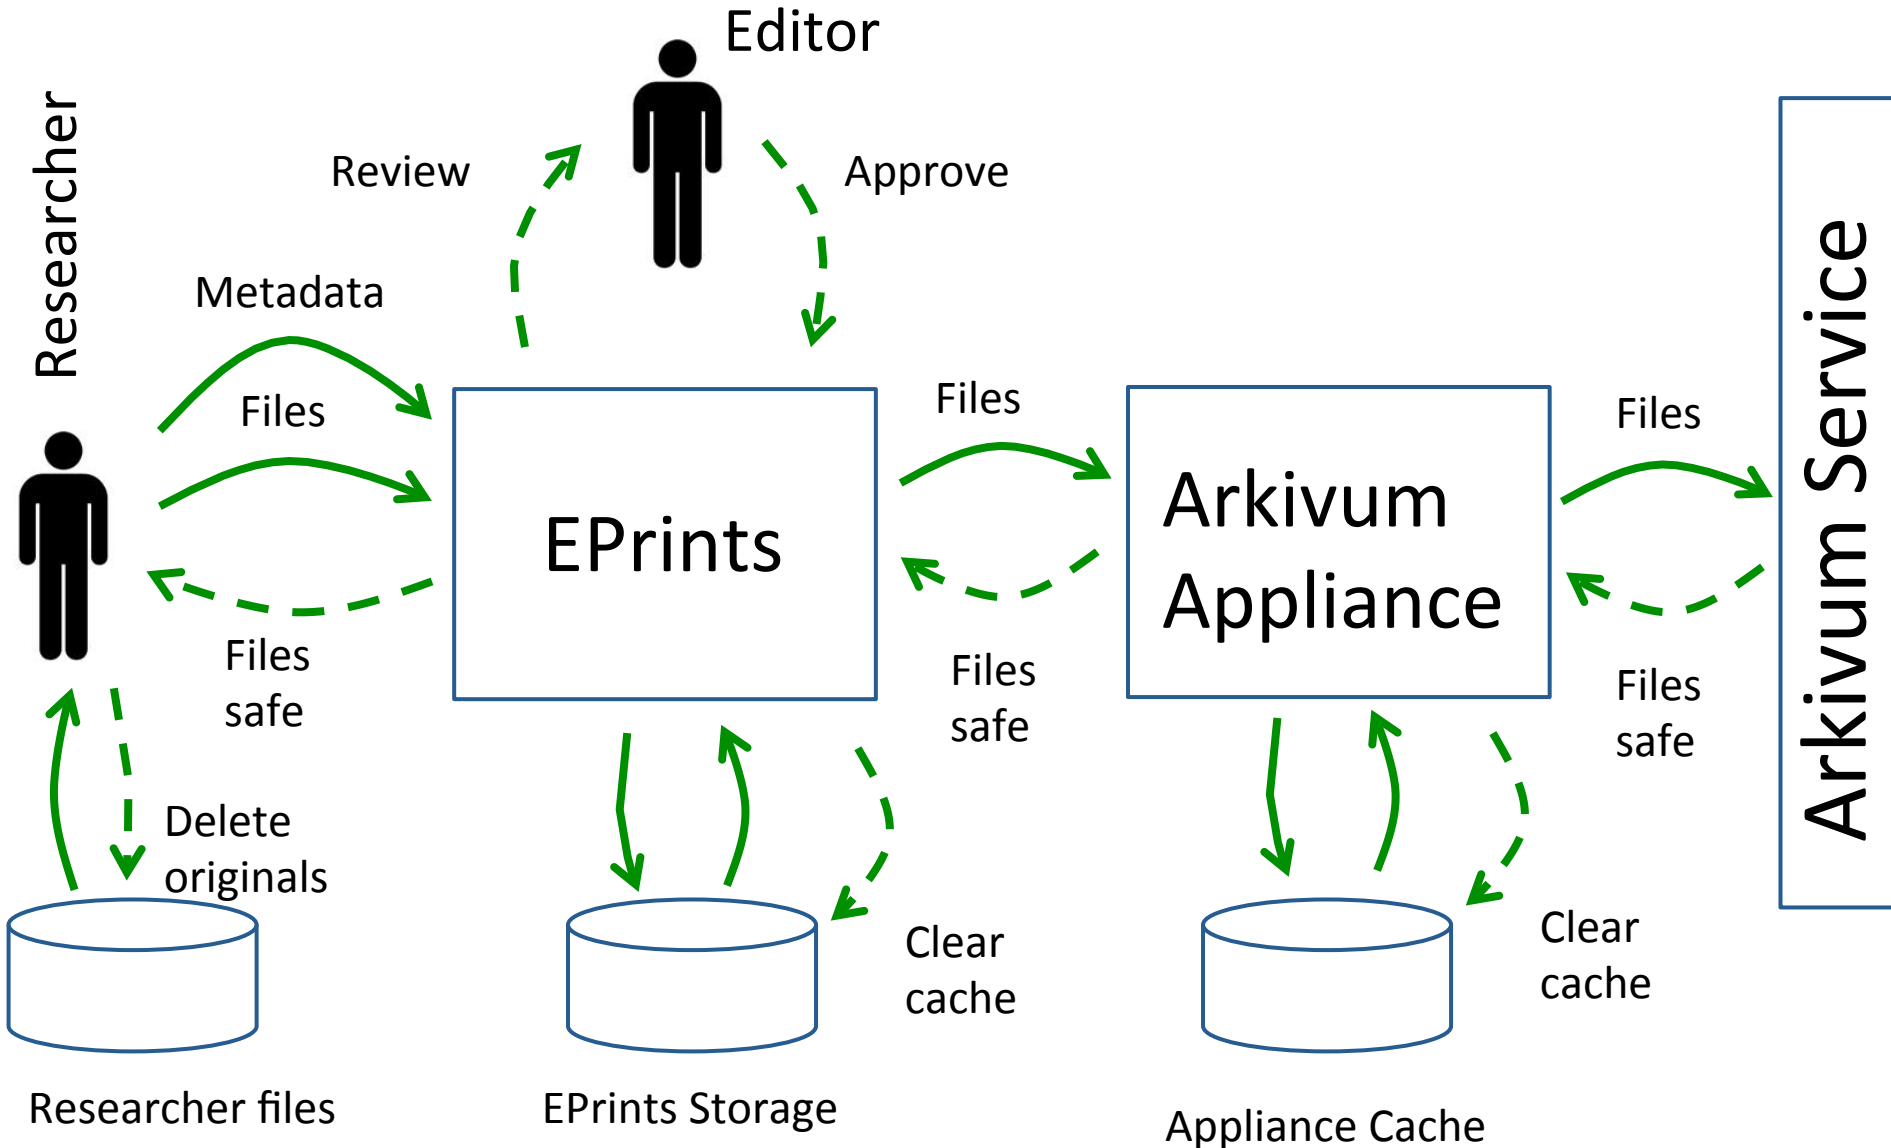 Editor
Researcher
Review
Approve
Metadata
Files
Files
Files
EPrints
Arkivum
Appliance
Arkivum Service
Files
safe
Files
safe
Files
safe
Delete
originals
Clear
cache
Clear
cache
Researcher files
EPrints Storage
Appliance Cache